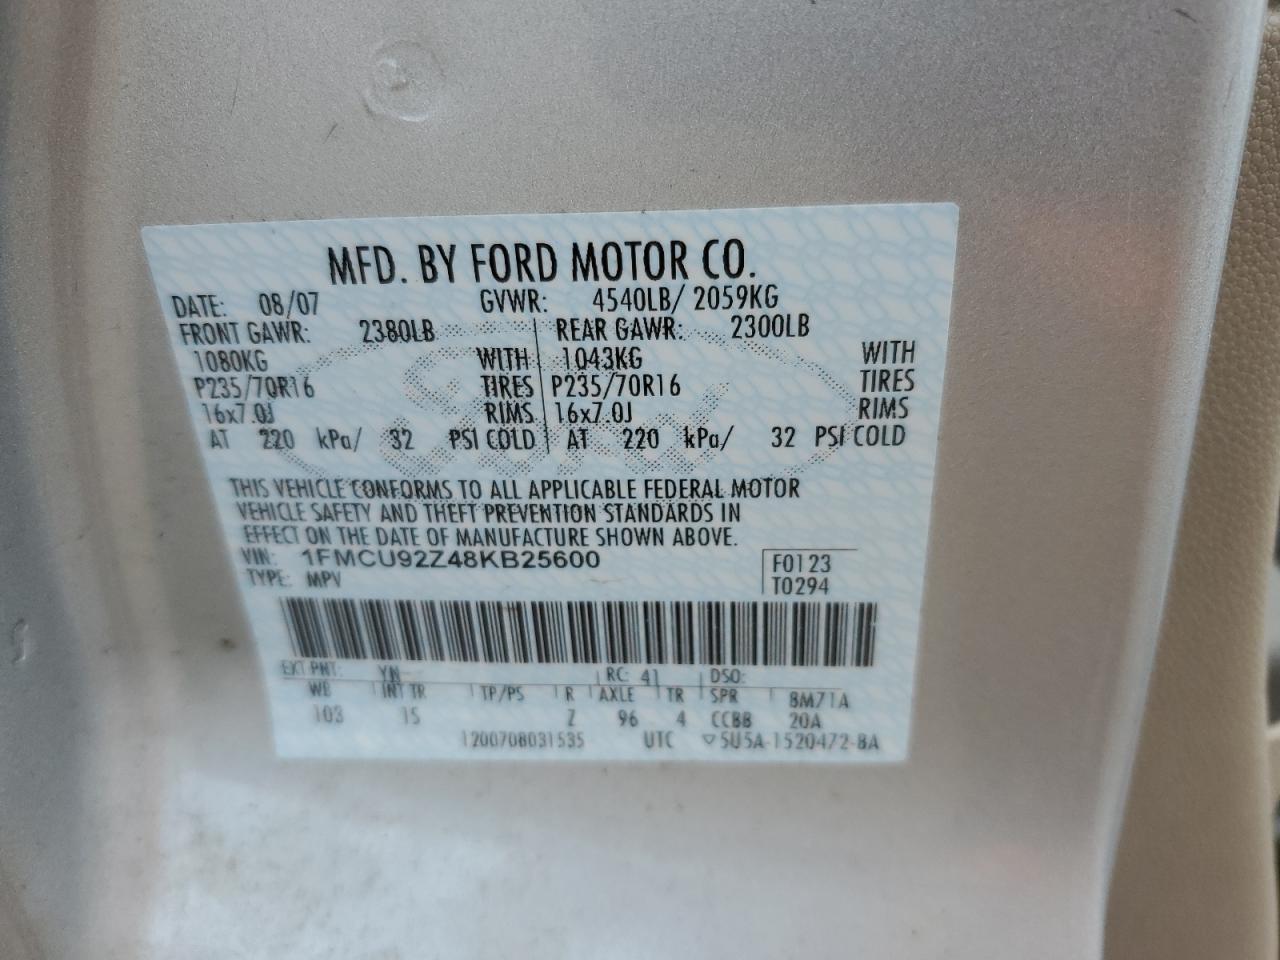 MFD. BY FORD MOTOR CO.
DATE: 08/07 GVWR: 4540LB/ 2059KG
FRONT GAWR: 2380LB REAR GAWR: 2300LB
1080KG WITH 1043KG WITH
P235/70R16 TIRES P235/70R16 TIRES
16x7.0J RIMS 16x7.0J RIMS
AT 220 kPa/ 32 PSI COLD AT 220 kPa/ 32 PSI COLD
THIS VEHICLE CONFORMS TO ALL APPLICABLE FEDERAL MOTOR
VEHICLE SAFETY AND THEFT PREVENTION STANDARDS IN
EFFECT ON THE DATE OF MANUFACTURE SHOWN ABOVE.
VIN: 1FMCU92Z48KB25600 F0123
TYPE: MPV T0294
EXT PNT: YN RC: 41 DSO:
WB INT TR TP/PS R AXLE TR SPR 8M71A
103 15 Z 96 4 CCBB 20A
1200708031535 UTC ▽5U5A-1520472-BA